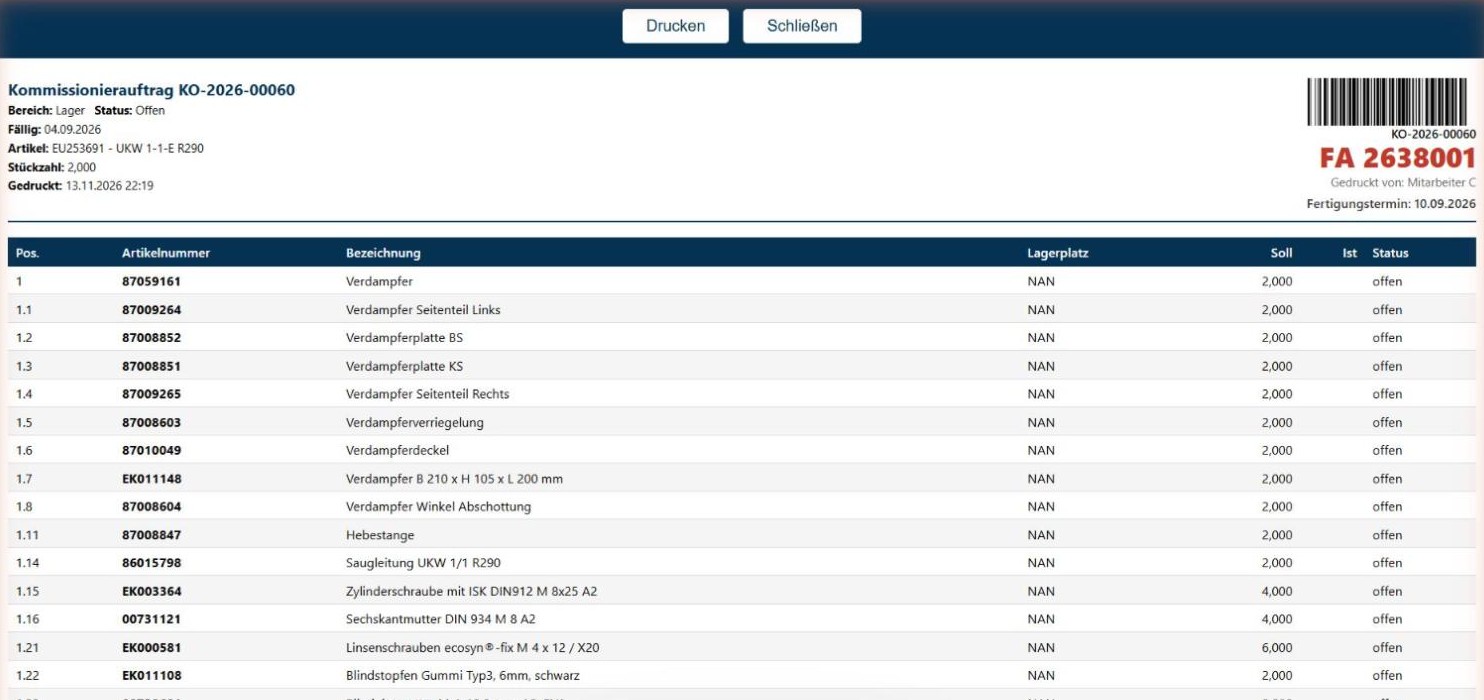 Drucken Schließen
Kommissionierauftrag KO-2026-00060
Bereich: Lager Status: Offen
Fällig: 04.09.2026
Artikel: EU253691 - UKW 1-1-E R290
Stückzahl: 2,000
Gedruckt: 13.11.2026 22:19
KO-2026-00060
FA 2638001
Gedruckt von: Mitarbeiter C
Fertigungstermin: 10.09.2026
Pos. Artikelnummer Bezeichnung Lagerplatz Soll Ist Status
1 87059161 Verdampfer NAN 2,000 offen
1.1 87009264 Verdampfer Seitenteil Links NAN 2,000 offen
1.2 87008852 Verdampferplatte BS NAN 2,000 offen
1.3 87008851 Verdampferplatte KS NAN 2,000 offen
1.4 87009265 Verdampfer Seitenteil Rechts NAN 2,000 offen
1.5 87008603 Verdampferverriegelung NAN 2,000 offen
1.6 87010049 Verdampferdeckel NAN 2,000 offen
1.7 EK011148 Verdampfer B 210 x H 105 x L 200 mm NAN 2,000 offen
1.8 87008604 Verdampfer Winkel Abschottung NAN 2,000 offen
1.11 87008847 Hebestange NAN 2,000 offen
1.14 86015798 Saugleitung UKW 1/1 R290 NAN 2,000 offen
1.15 EK003364 Zylinderschraube mit ISK DIN912 M 8x25 A2 NAN 4,000 offen
1.16 00731121 Sechskantmutter DIN 934 M 8 A2 NAN 4,000 offen
1.21 EK000581 Linsenschrauben ecosyn®-fix M 4 x 12 / X20 NAN 6,000 offen
1.22 EK011108 Blindstopfen Gummi Typ3, 6mm, schwarz NAN 2,000 offen